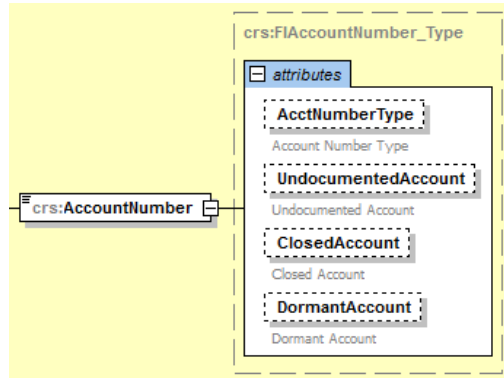 crs:FIAccountNumber_Type
attributes
AcctNumberType
Account Number Type
UndocumentedAccount
Undocumented Account
crs:AccountNumber
ClosedAccount
Closed Account
DormantAccount
Dormant Account